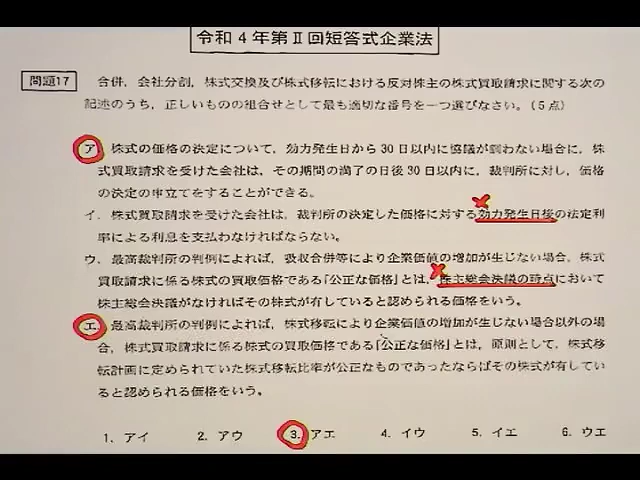 令和4年第Ⅱ回短答式企業法
問題17 合併、会社分割、株式交換及び株式移転における反対株主の株式買取請求に関する次の
記述のうち、正しいものの組合せとして最も適切な番号を一つ選びなさい。(5点)
ア. 株式の価格の決定について、効力発生日から30日以内に協議が調わない場合に、株
式買取請求を受けた会社は、その期間の満了の日後30日以内に、裁判所に対し、価格
の決定の申立てをすることができる。
イ. 株式買取請求を受けた会社は、裁判所の決定した価格に対する効力発生日後の法定利
率による利息を支払わなければならない。
ウ. 最高裁判所の判例によれば、吸収合併等により企業価値の増加が生じない場合、株式
買取請求に係る株式の買取価格である「公正な価格」とは、株主総会決議の時点において
株主総会決議がなければその株式が有していると認められる価格をいう。
エ. 最高裁判所の判例によれば、株式移転により企業価値の増加が生じない場合以外の場
合、株式買取請求に係る株式の買取価格である「公正な価格」とは、原則として、株式移
転計画に定められていた株式移転比率が公正なものであったならばその株式が有してい
ると認められる価格をいう。
1. アイ 2. アウ 3. アエ 4. イウ 5. イエ 6. ウエ